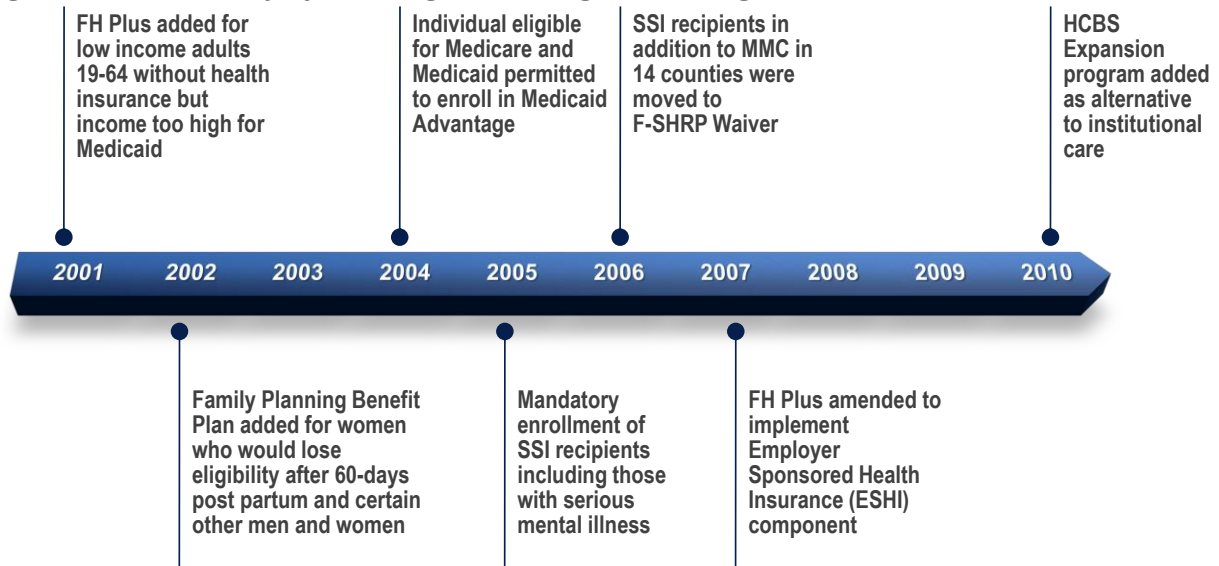 FH Plus added for
low income adults
19-64 without health
insurance but
income too high for
Medicaid
Individual eligible
for Medicare and
Medicaid permitted
to enroll in Medicaid
Advantage
SSI recipients in
addition to MMC in
14 counties were
moved to
F-SHRP Waiver
HCBS
Expansion
program added
as alternative
to institutional
care
2001 2002 2003 2004 2005 2006 2007 2008 2009 2010
Family Planning Benefit
Plan added for women
who would lose
eligibility after 60-days
post partum and certain
other men and women
Mandatory
enrollment of
SSI recipients
including those
with serious
mental illness
FH Plus amended to
implement
Employer
Sponsored Health
Insurance (ESHI)
component